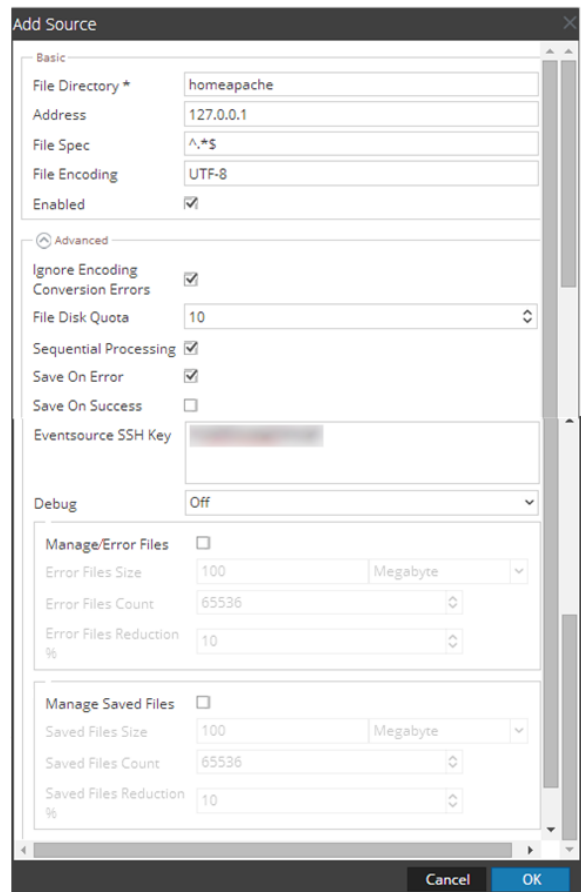 Add Source
Basic
File Directory * homeapache
Address 127.0.0.1
File Spec ^.*$
File Encoding UTF-8
Enabled
Advanced
Ignore Encoding
Conversion Errors
File Disk Quota 10
Sequential Processing
Save On Error
Save On Success
Eventsource SSH Key
Debug Off
Manage/Error Files
Error Files Size 100 Megabyte
Error Files Count 65536
Error Files Reduction
% 10
Manage Saved Files
Saved Files Size 100 Megabyte
Saved Files Count 65536
Saved Files Reduction
% 10
Cancel OK